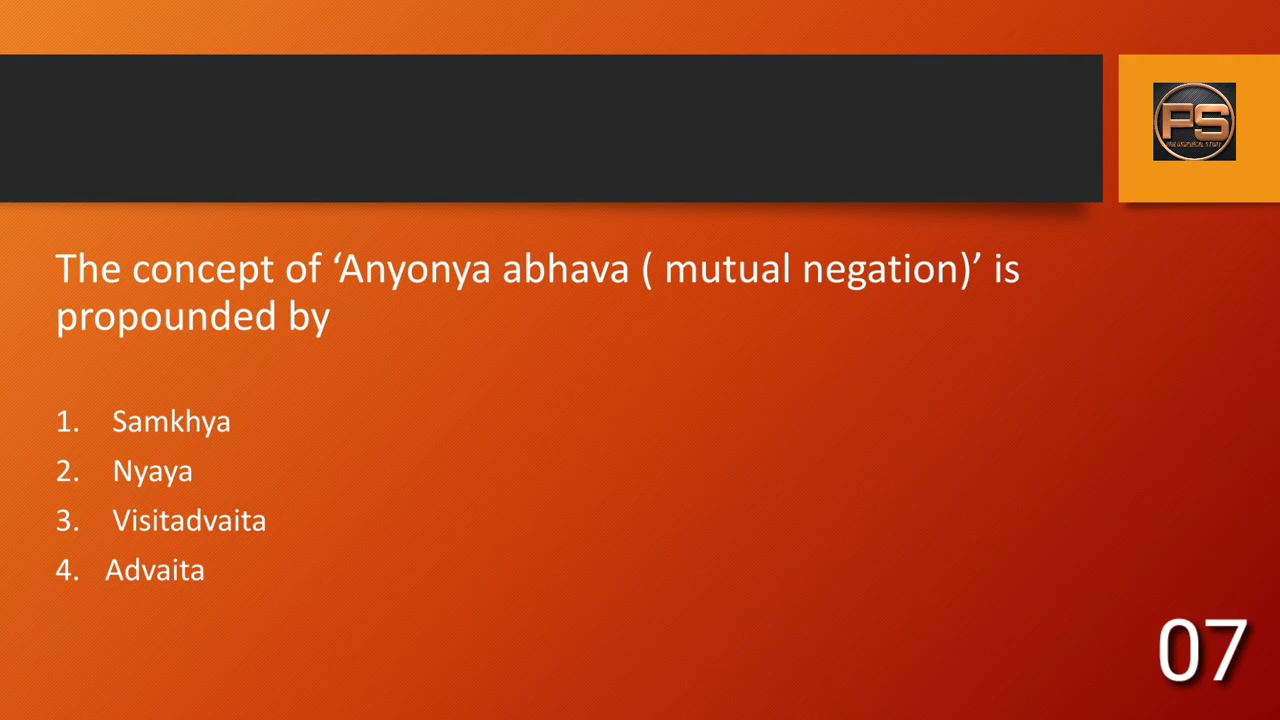 PS
The concept of ‘Anyonya abhava ( mutual negation)’ is
propounded by
1. Samkhya
2. Nyaya
3. Visitadvaita
4. Advaita
07